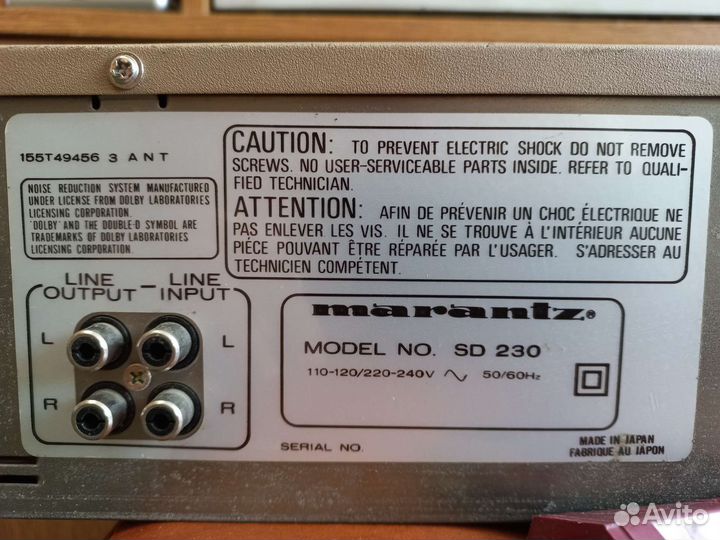 155T49456 3 ANT
NOISE REDUCTION SYSTEM MANUFACTURED
UNDER LICENSE FROM DOLBY LABORATORIES
LICENSING CORPORATION.
'DOLBY' AND THE DOUBLE-D SYMBOL ARE
TRADEMARKS OF DOLBY LABORATORIES
LICENSING CORPORATION.
CAUTION: TO PREVENT ELECTRIC SHOCK DO NOT REMOVE
SCREWS. NO USER-SERVICEABLE PARTS INSIDE. REFER TO QUALI-
FIED TECHNICIAN.
ATTENTION: AFIN DE PRÉVENIR UN CHOC ÉLECTRIQUE NE
PAS ENLEVER LES VIS. IL NE SE TROUVE À L'INTÉRIEUR AUCUNE
PIÉCE POUVANT ÊTRE RÉPARÉE PAR L'USAGER. S'ADRESSER AU
TECHNICIEN COMPÉTENT.
LINE OUTPUT – LINE INPUT
L L
R R
marantz®
MODEL NO. SD 230
110-120/220-240V ∿ 50/60Hz
SERIAL NO.
MADE IN JAPAN
FABRIQUE AU JAPON
Avito